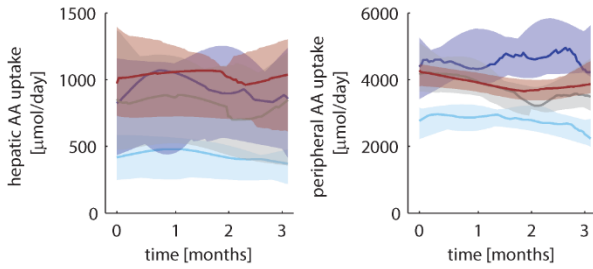 hepatic AA uptake
[µmol/day]
1500
1000
500
0
0 1 2 3
time [months]
peripheral AA uptake
[µmol/day]
6000
4000
2000
0
0 1 2 3
time [months]